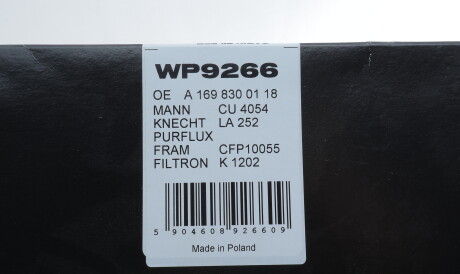 WP9266
OE A 169 830 01 18
MANN CU 4054
KNECHT LA 252
PURFLUX
FRAM CFP10055
FILTRON K 1202
5 904608 926609
Made in Poland